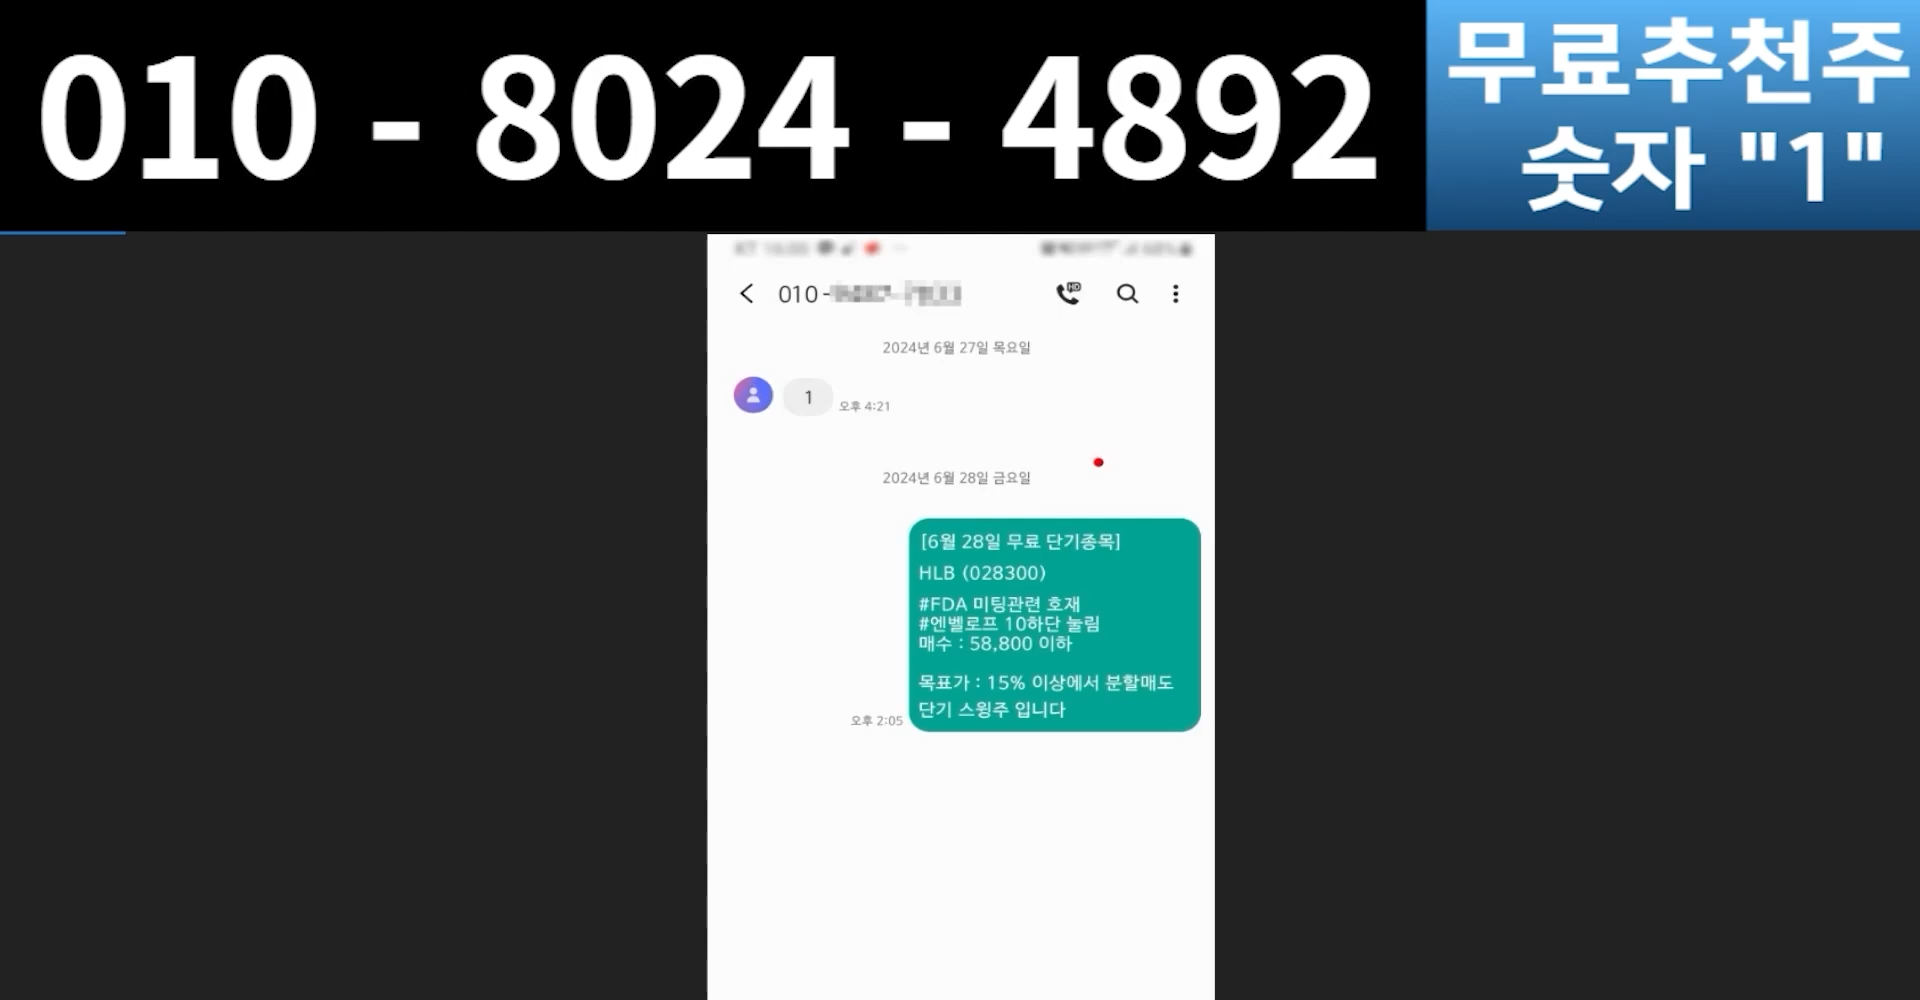 010 - 8024 - 4892
무료추천주
숫자 "1"
010 -
2024년 6월 27일 목요일
1
오후 4:21
2024년 6월 28일 금요일
[6월 28일 무료 단기종목]
HLB (028300)
#FDA 미팅관련 호재
#엔벨로프 10하단 눌림
매수 : 58,800 이하
목표가 : 15% 이상에서 분할매도
단기 스윙주 입니다
오후 2:05